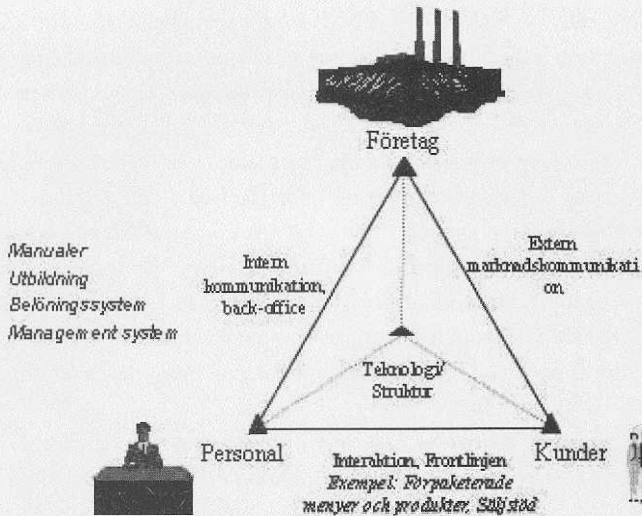 Företag
Manualer
Utbildning
Belöningssystem
Management system
Intern
kommunikation,
back-office
Extern
marknadskommunikati
on
Teknologi/
Struktur
Personal
Kunder
Interaktion, Frontlinjen
Exempel: Förpaketerade
menyer och produkter, Säljstöd